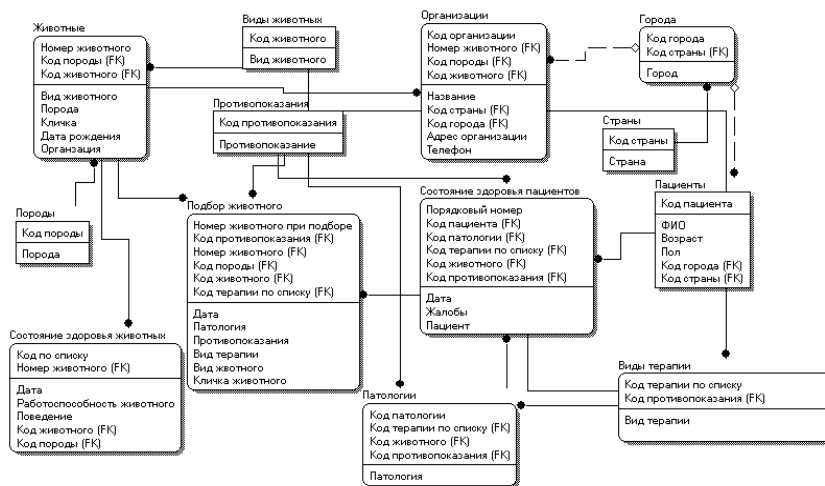 Животные
Номер животного
Код породы (FK)
Код животного (FK)
Вид животного
Порода
Кличка
Дата рождения
Органзация
Виды животных
Код животного
Вид животного
Организации
Код организации
Номер животного (FK)
Код породы (FK)
Код животного (FK)
Название
Код страны (FK)
Код города (FK)
Адрес организации
Телефон
Города
Код города
Код страны (FK)
Город
Противопоказания
Код противопоказания
Противопоказание
Страны
Код страны
Страна
Породы
Код породы
Порода
Подбор животного
Номер животного при подборе
Код противопоказания (FK)
Номер животного (FK)
Код породы (FK)
Код животного (FK)
Код терапии по списку (FK)
Дата
Патология
Противопоказания
Вид терапии
Вид жвотного
Кличка животного
Состояние здоровья пациентов
Порядковый номер
Код пациента (FK)
Код патологии (FK)
Код терапии по списку (FK)
Код животного (FK)
Код противопоказания (FK)
Дата
Жалобы
Пациент
Пациенты
Код пациента
ФИО
Возраст
Пол
Код города (FK)
Код страны (FK)
Состояние здоровья животных
Код по списку
Номер животного (FK)
Дата
Работоспособность животного
Поведение
Код животного (FK)
Код породы (FK)
Патологии
Код патологии
Код терапии по списку (FK)
Код животного (FK)
Код противопоказания (FK)
Патология
Виды терапии
Код терапии по списку
Код противопоказания (FK)
Вид терапии